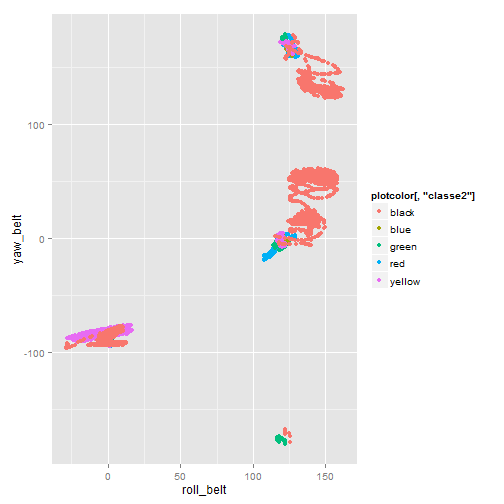 100
0
-100
yaw_belt
0
50
100
150
roll_belt
plotcolor[, "classe2"]
black
blue
green
red
yellow